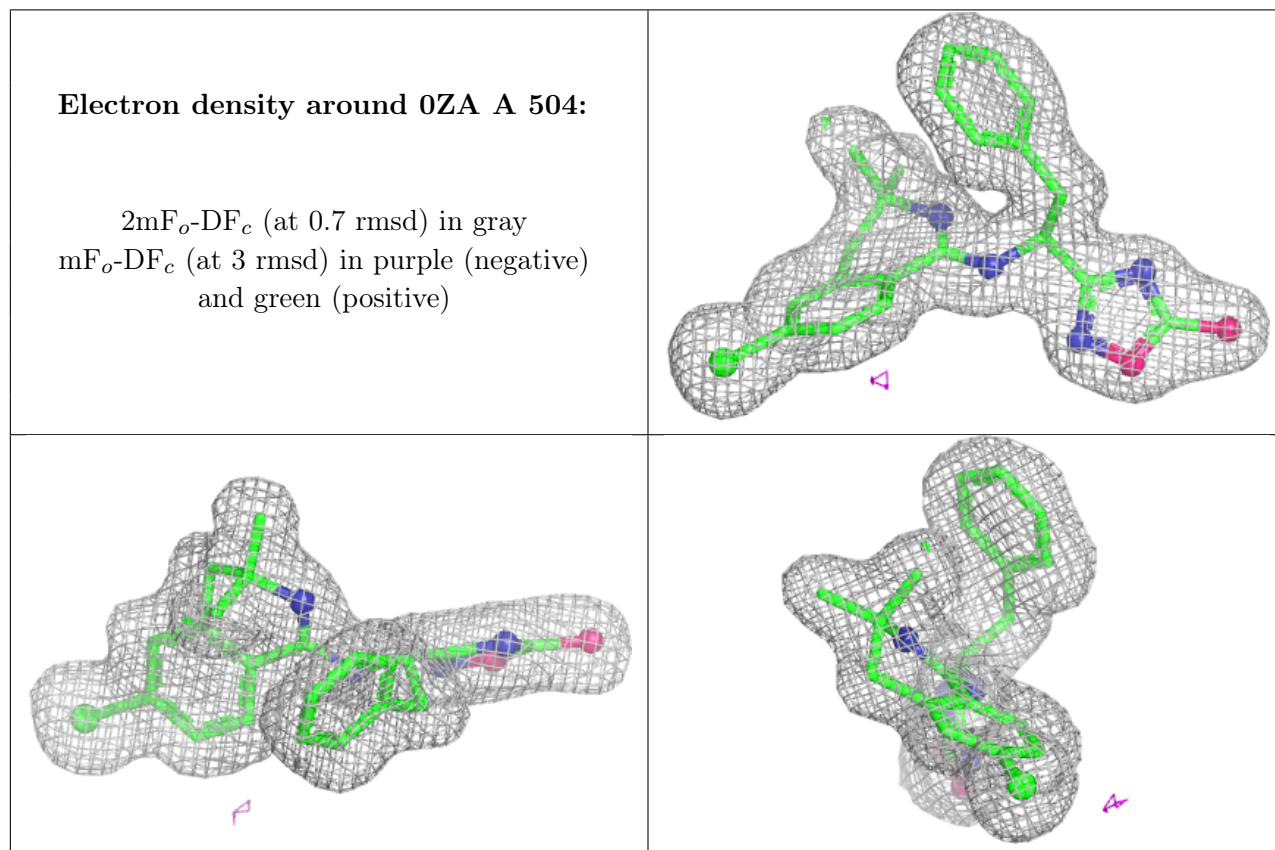 Electron density around 0ZA A 504:
2mFo-DFc (at 0.7 rmsd) in gray
mFo-DFc (at 3 rmsd) in purple (negative)
and green (positive)